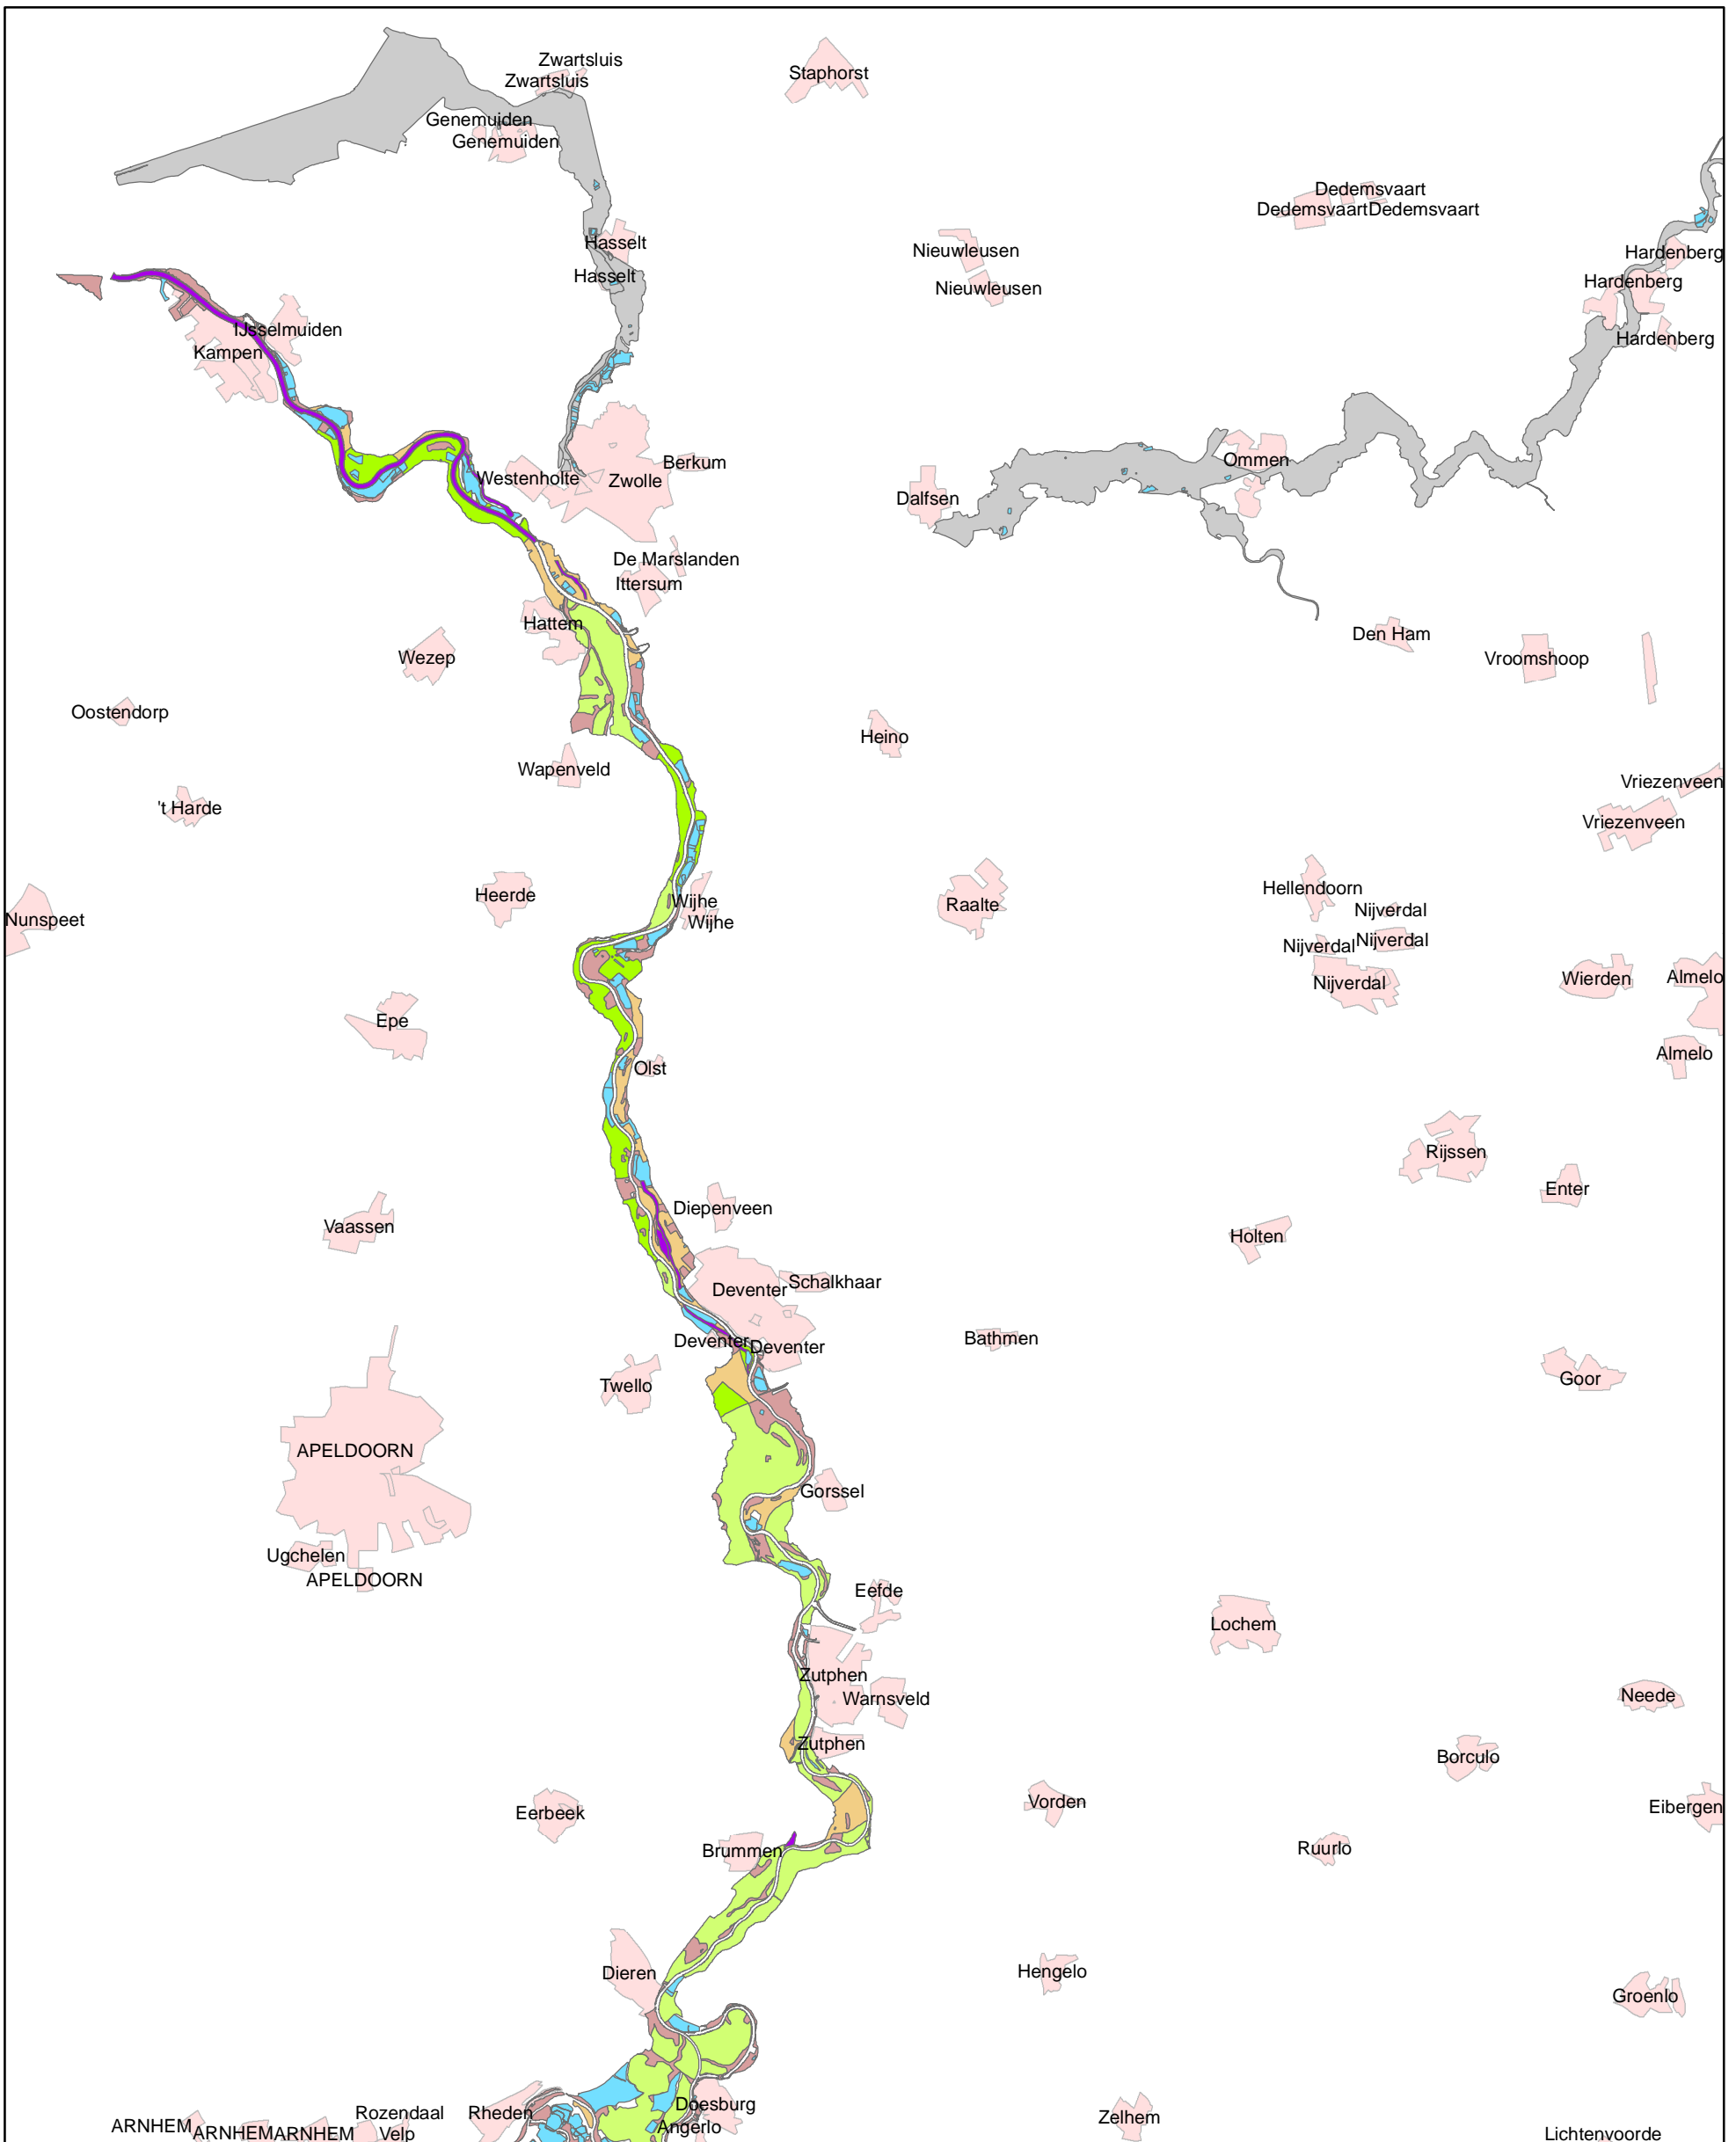 Zwartsluis
Staphorst
Zwartsluis
Genemuiden
Genemuiden
Dedemsvaart
DedemsvaartDedemsvaart
Hasselt
Nieuwleusen
Hardenberg
Hasselt
Hardenberg
Nieuwleusen
IJsselmuiden
Hardenberg
Kampen
Ommen
Berkum
Westenholte
Zwolle
Dalfsen
De Marslanden
Ittersum
Hattem
Den Ham
Wezep
Vroomshoop
Oostendorp
Heino
Wapenveld
Vriezenveen
't Harde
Vriezenveen
Hellendoorn
Heerde
Wijhe
Raalte
Nijverdal
Nunspeet
Wijhe
Nijverdal
Nijverdal
Nijverdal
Wierden
Almelo
Epe
Almelo
Olst
Rijssen
Enter
Diepenveen
Vaassen
Holten
Schalkhaar
Deventer
Bathmen
Deventer
Deventer
Goor
Twello
APELDOORN
Gorssel
Ugchelen
APELDOORN
Eefde
Lochem
Zutphen
Warnsveld
Neede
Zutphen
Borculo
Vorden
Eibergen
Eerbeek
Ruurlo
Brummen
Hengelo
Dieren
Groenlo
Doesburg
Rozendaal
Rheden
Zelhem
ARNHEM
Angerlo
ARNHEM
ARNHEM
Velp
Lichtenvoorde